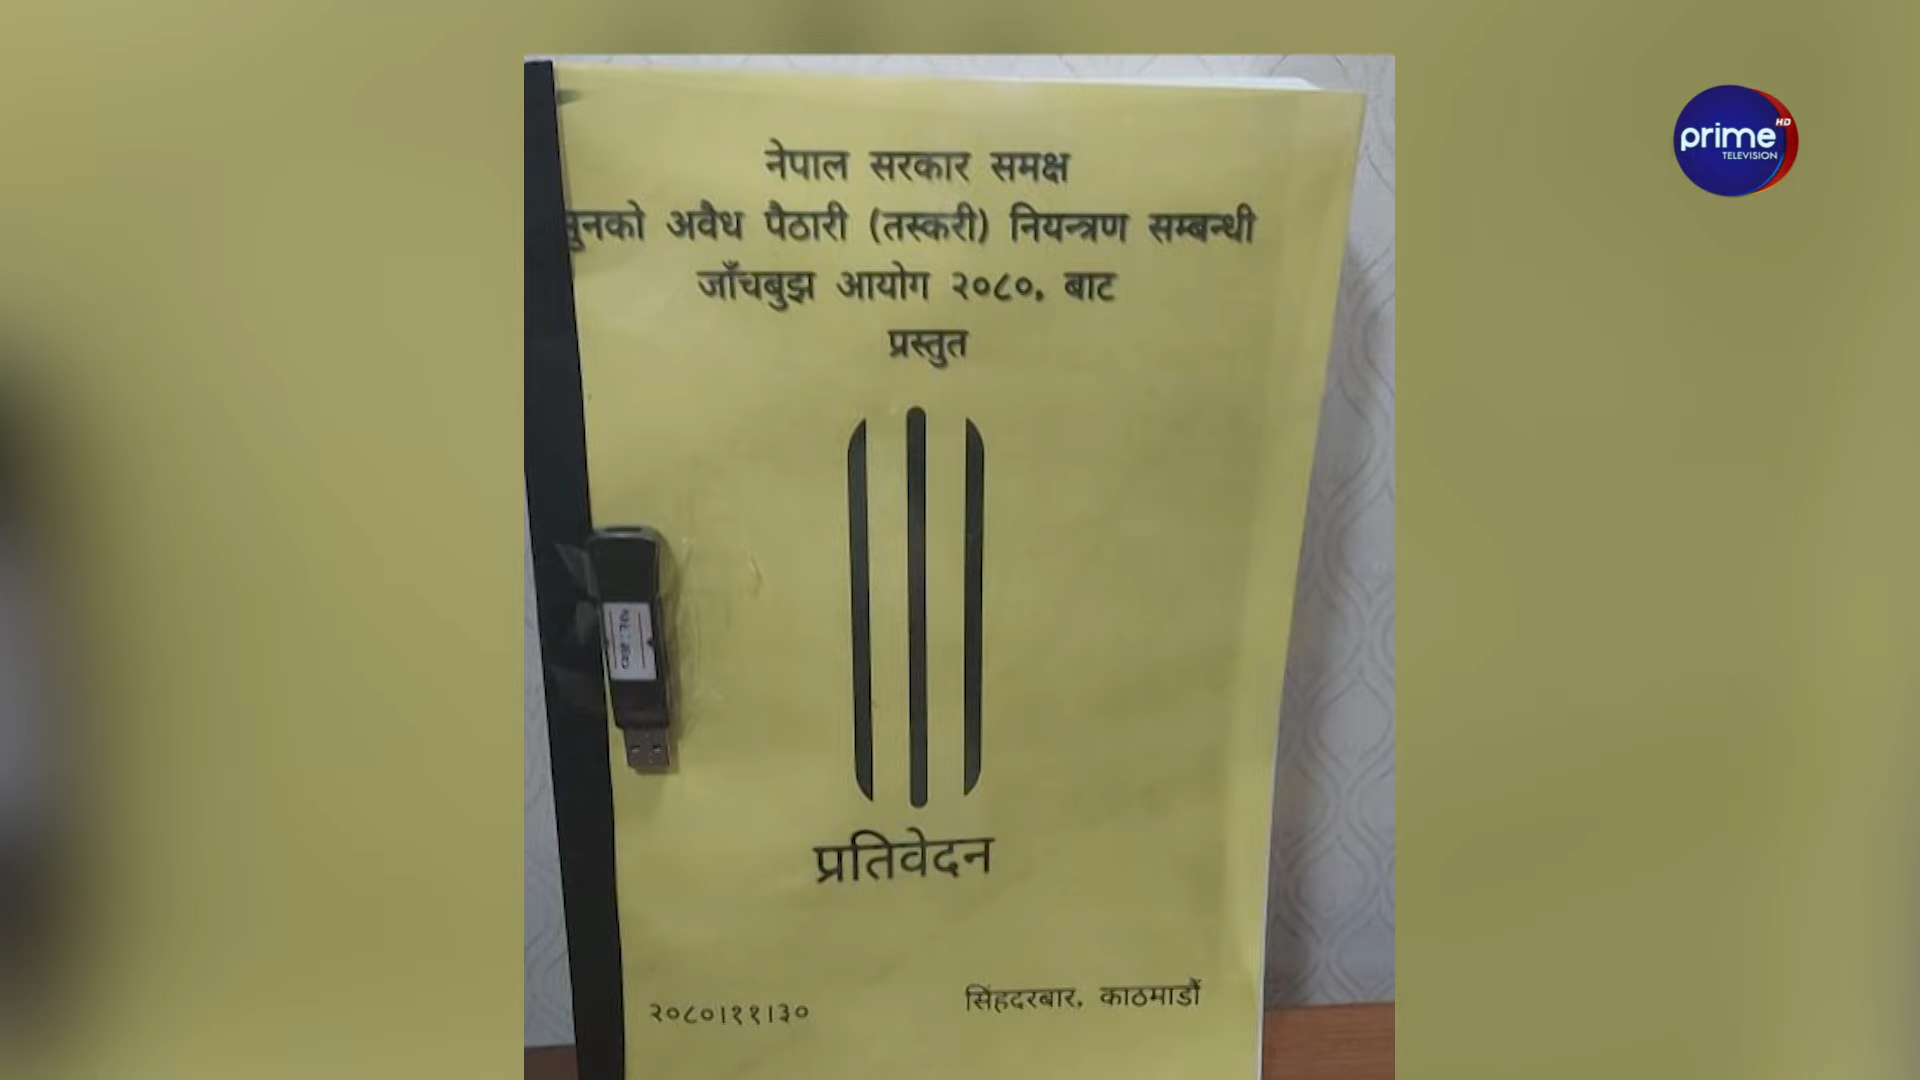 नेपाल सरकार समक्ष
सुनको अवैध पैठारी (तस्करी) नियन्त्रण सम्बन्धी
जाँचबुझ आयोग २०८०, बाट
प्रस्तुत
प्रतिवेदन
२०८०।११।३०
सिंहदरबार, काठमाडौं
prime HD
TELEVISION